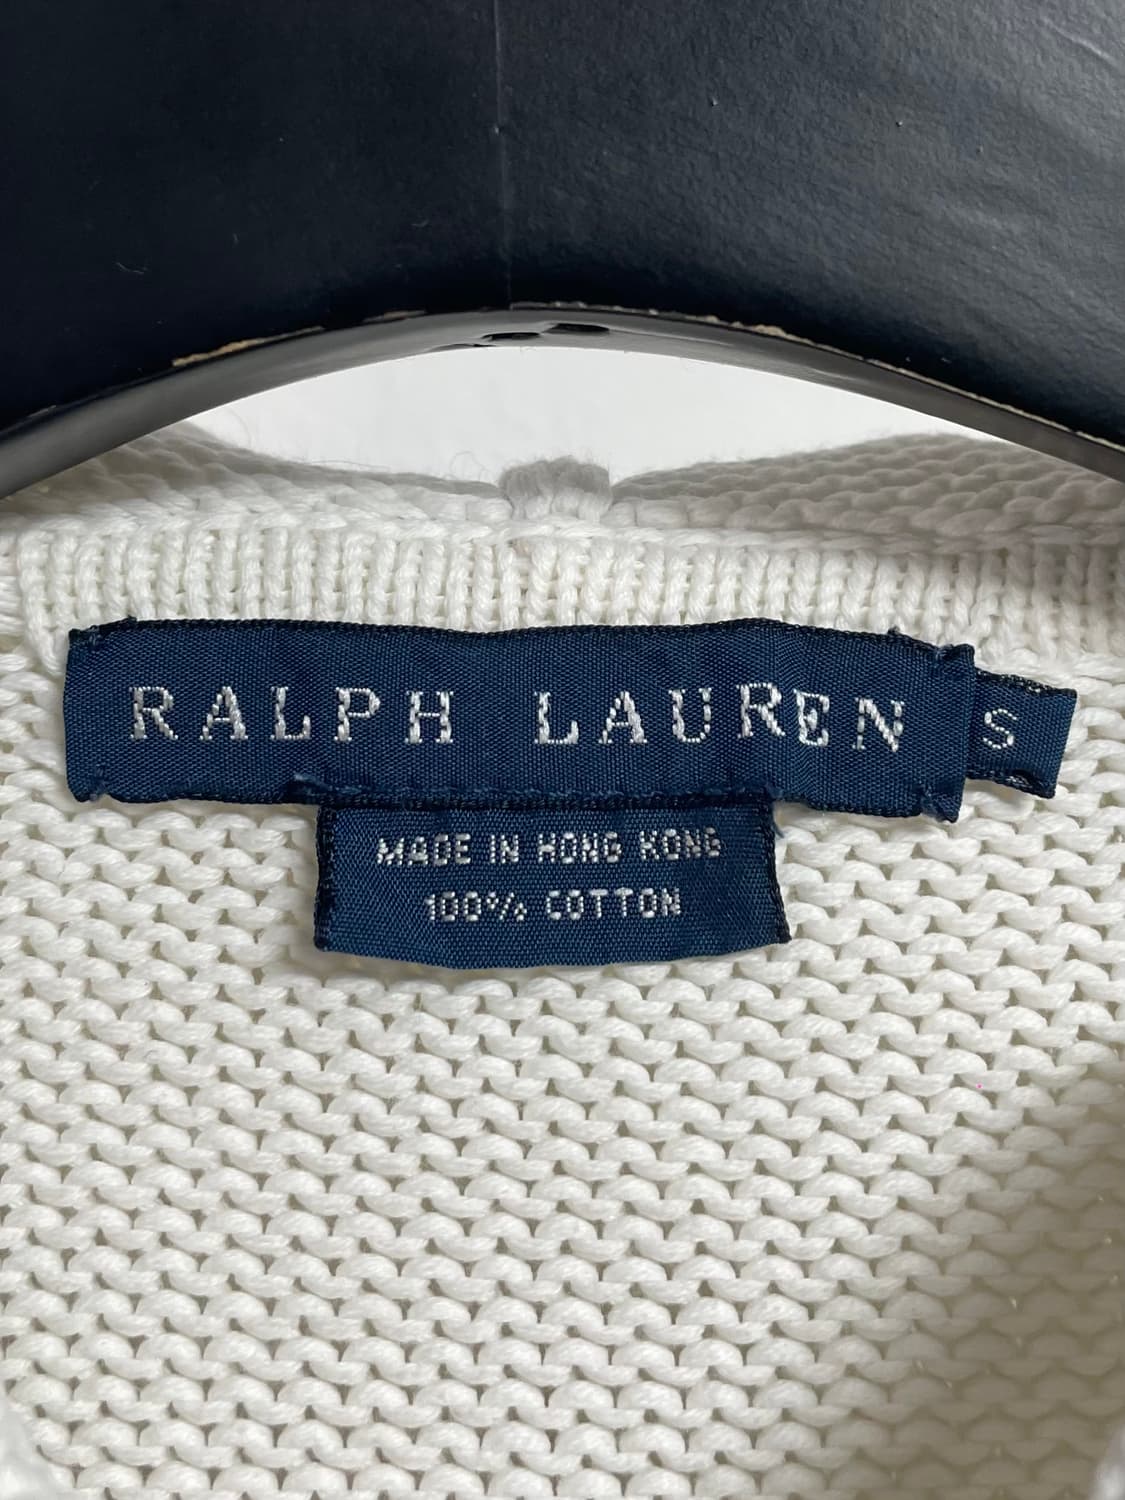 RALPH LAUREN
S
MADE IN HONG KONG
100% COTTON